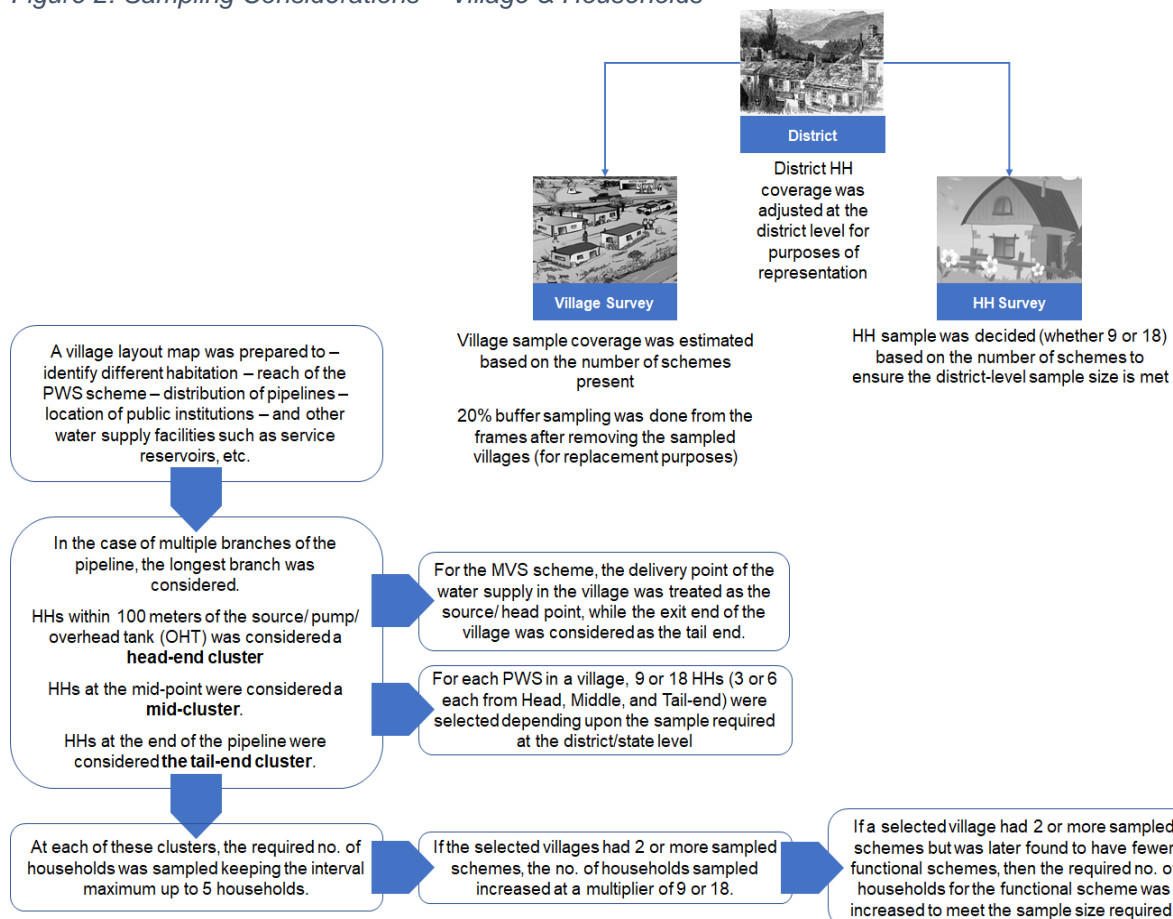 Figure 2: Sampling Considerations – Village & Households
District
District HH
coverage was
adjusted at the
district level for
purposes of
representation
Village Survey
Village sample coverage was estimated
based on the number of schemes
present
20% buffer sampling was done from the
frames after removing the sampled
villages (for replacement purposes)
HH Survey
HH sample was decided (whether 9 or 18)
based on the number of schemes to
ensure the district-level sample size is met
A village layout map was prepared to –
identify different habitation – reach of the
PWS scheme – distribution of pipelines –
location of public institutions – and other
water supply facilities such as service
reservoirs, etc.
In the case of multiple branches of the
pipeline, the longest branch was
considered.
HHs within 100 meters of the source/ pump/
overhead tank (OHT) was considered a
head-end cluster
HHs at the mid-point were considered a
mid-cluster.
HHs at the end of the pipeline were
considered the tail-end cluster.
For the MVS scheme, the delivery point of the
water supply in the village was treated as the
source/ head point, while the exit end of the
village was considered as the tail end.
For each PWS in a village, 9 or 18 HHs (3 or 6
each from Head, Middle, and Tail-end) were
selected depending upon the sample required
at the district/state level
At each of these clusters, the required no. of
households was sampled keeping the interval
maximum up to 5 households.
If the selected villages had 2 or more sampled
schemes, the no. of households sampled
increased at a multiplier of 9 or 18.
If a selected village had 2 or more sampled
schemes but was later found to have fewer
functional schemes, then the required no. of
households for the functional scheme was
increased to meet the sample size required